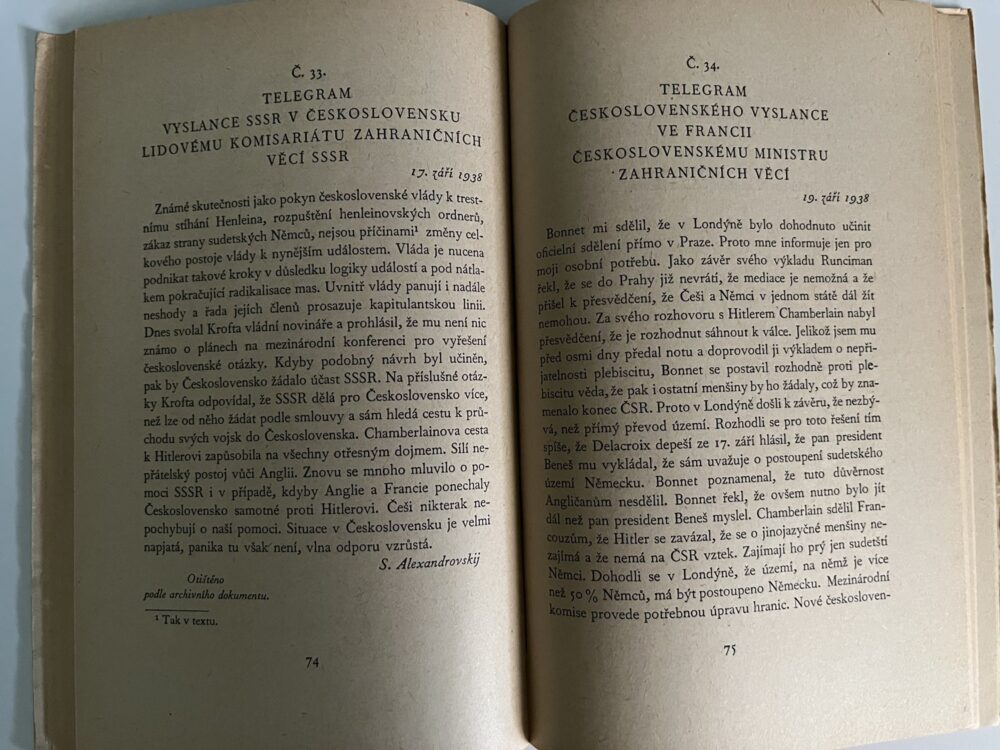 Č. 33.
TELEGRAM
VYSLANCE SSSR V ČESKOSLOVENSKU
LIDOVÉMU KOMISARIÁTU ZAHRANIČNÍCH
VĚCÍ SSSR
17. září 1938
Známé skutečnosti jako pokyn československé vlády k trest-
nímu stíhání Henleina, rozpuštění henleinovských ordnerů,
zákaz strany sudetských Němců, nejsou příčinami¹ změny cel-
kového postoje vlády k nynějším událostem. Vláda je nucena
podnikat takové kroky v důsledku logiky událostí a pod nátla-
kem pokračující radikalisace mas. Uvnitř vlády panují i nadále
neshody a řada jejích členů prosazuje kapitulantskou linii.
Dnes svolal Krofta vládní novináře a prohlásil, že mu není nic
známo o plánech na mezinárodní konferenci pro vyřešení
československé otázky. Kdyby podobný návrh byl učiněn,
pak by Československo žádalo účast SSSR. Na příslušné otáz-
ky Krofta odpovídal, že SSSR dělá pro Československo více,
než lze od něho žádat podle smlouvy a sám hledá cestu k prů-
chodu svých vojsk do Československa. Chamberlainova cesta
k Hitlerovi zapůsobila na všechny otřesným dojmem. Sílí ne-
přátelský postoj vůči Anglii. Znovu se mnoho mluvilo o po-
moci SSSR i v případě, kdyby Anglie a Francie ponechaly
Československo samotné proti Hitlerovi. Češi nikterak ne-
pochybují o naší pomoci. Situace v Československu je velmi
napjatá, panika tu však není, vlna odporu vzrůstá.
S. Alexandrovskij
Otištěno
podle archivního dokumentu.
¹ Tak v textu.
74
Č. 34.
TELEGRAM
ČESKOSLOVENSKÉHO VYSLANCE
VE FRANCII
ČESKOSLOVENSKÉMU MINISTRU
ZAHRANIČNÍCH VĚCÍ
19. září 1938
Bonnet mi sdělil, že v Londýně bylo dohodnuto učinit
oficielní sdělení přímo v Praze. Proto mne informuje jen pro
moji osobní potřebu. Jako závěr svého výkladu Runciman
řekl, že se do Prahy již nevrátí, že mediace je nemožná a že
přišel k přesvědčení, že Češi a Němci v jednom státě dál žít
nemohou. Za svého rozhovoru s Hitlerem Chamberlain nabyl
přesvědčení, že je rozhodnut sáhnout k válce. Jelikož jsem mu
před osmi dny předal notu a doprovodil ji výkladem o nepři-
jatelnosti plebiscitu, Bonnet se postavil rozhodně proti ple-
biscitu věda, že pak i ostatní menšiny by ho žádaly, což by zna-
menalo konec ČSR. Proto v Londýně došli k závěru, že nezbý-
vá, než přímý převod území. Rozhodli se pro toto řešení tím
spíše, že Delacroix depeší ze 17. září hlásil, že pan president
Beneš mu vykládal, že sám uvažuje o postoupení sudetského
území Německu. Bonnet poznamenal, že tuto důvěrnost
Angličanům nesdělil. Bonnet řekl, že ovšem nutno bylo jít
dál než pan president Beneš myslel. Chamberlain sdělil Fran-
couzům, že Hitler se zavázal, že se o jinojazyčné menšiny ne-
zajímá a že nemá na ČSR vztek. Zajímají ho prý jen sudetští
Němci. Dohodli se v Londýně, že území, na němž je více
než 50 % Němců, má být postoupeno Německu. Mezinárodní
komise provede potřebnou úpravu hranic. Nové českosloven-
75